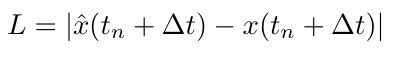 L = |x̂(tₙ + Δt) − x(tₙ + Δt)|